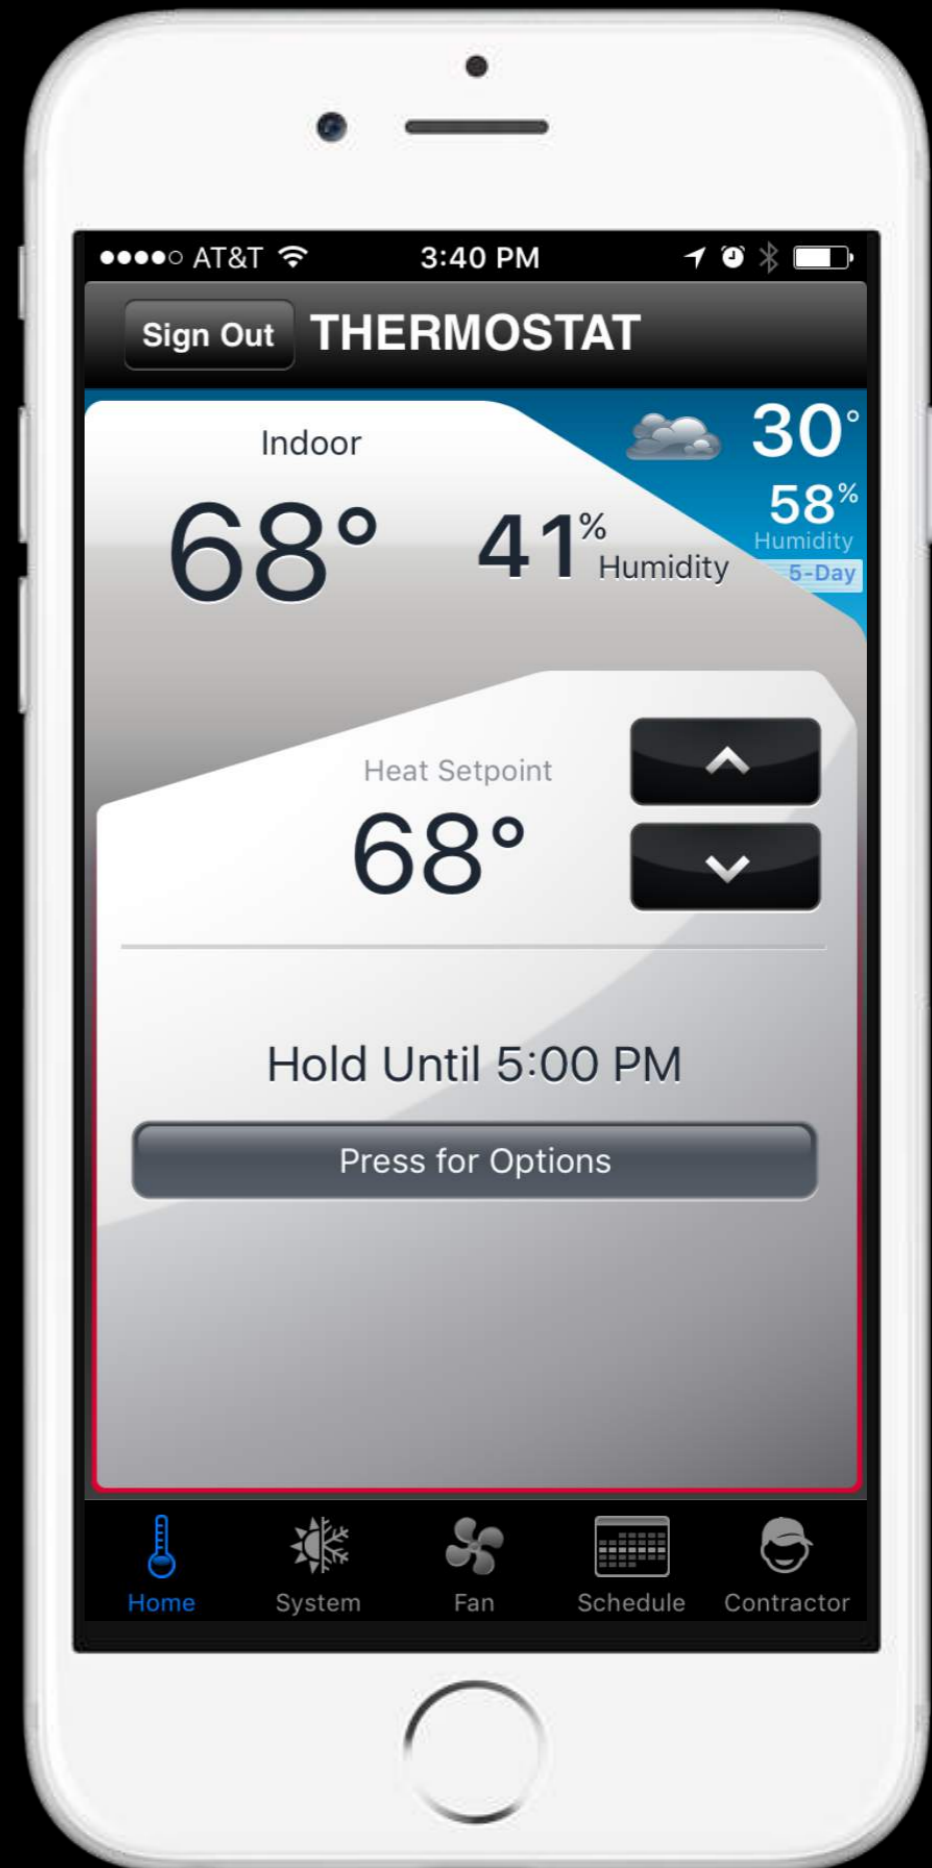 ●●●●○ AT&T 3:40 PM
Sign Out THERMOSTAT
Indoor
68° 41% Humidity
30°
58%
Humidity
5-Day
Heat Setpoint
68°
Hold Until 5:00 PM
Press for Options
Home System Fan Schedule Contractor